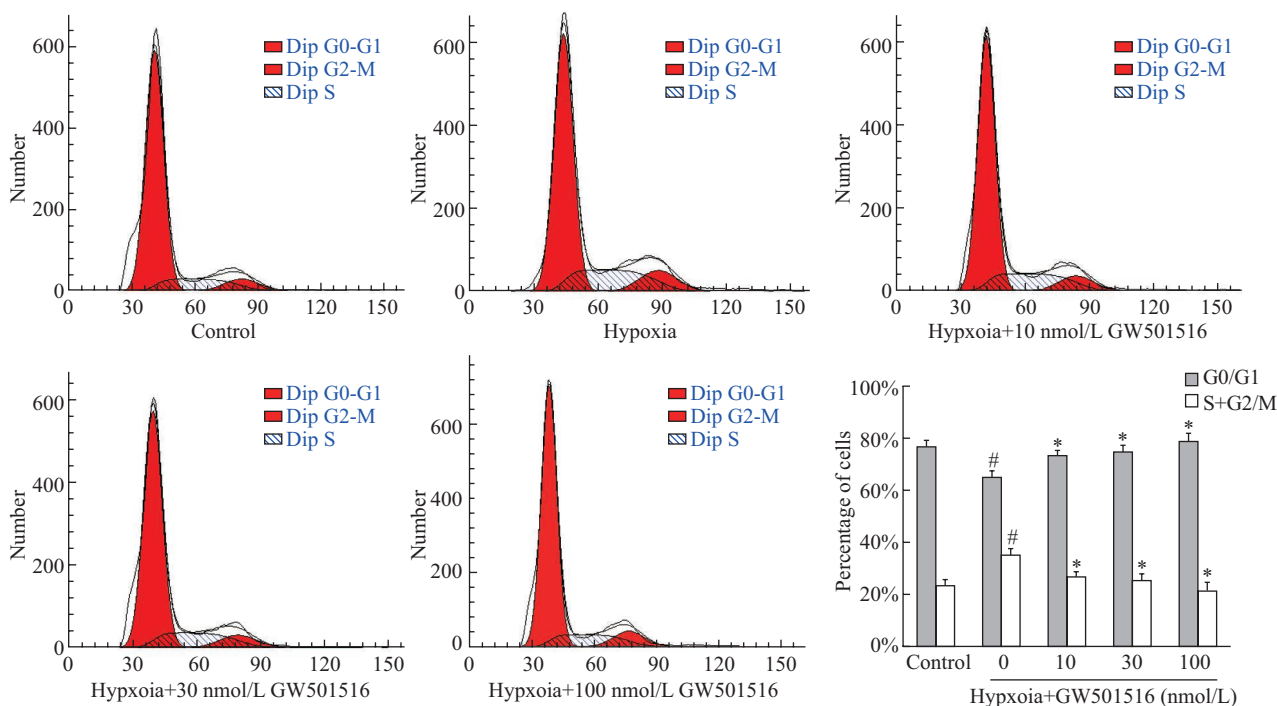 600
400
200
0
Number
Dip G0-G1
Dip G2-M
Dip S
0 30 60 90 120 150
Control
600
400
200
0
Number
Dip G0-G1
Dip G2-M
Dip S
0 30 60 90 120 150
Hypoxia
600
400
200
0
Number
Dip G0-G1
Dip G2-M
Dip S
0 30 60 90 120 150
Hypxoia+10 nmol/L GW501516
600
400
200
0
Number
Dip G0-G1
Dip G2-M
Dip S
0 30 60 90 120 150
Hypxoia+30 nmol/L GW501516
600
400
200
0
Number
Dip G0-G1
Dip G2-M
Dip S
0 30 60 90 120 150
Hypxoia+100 nmol/L GW501516
G0/G1
S+G2/M
100%
80%
60%
40%
20%
0%
Percentage of cells
# * * *
# * * *
Control 0 10 30 100
Hypxoia+GW501516 (nmol/L)